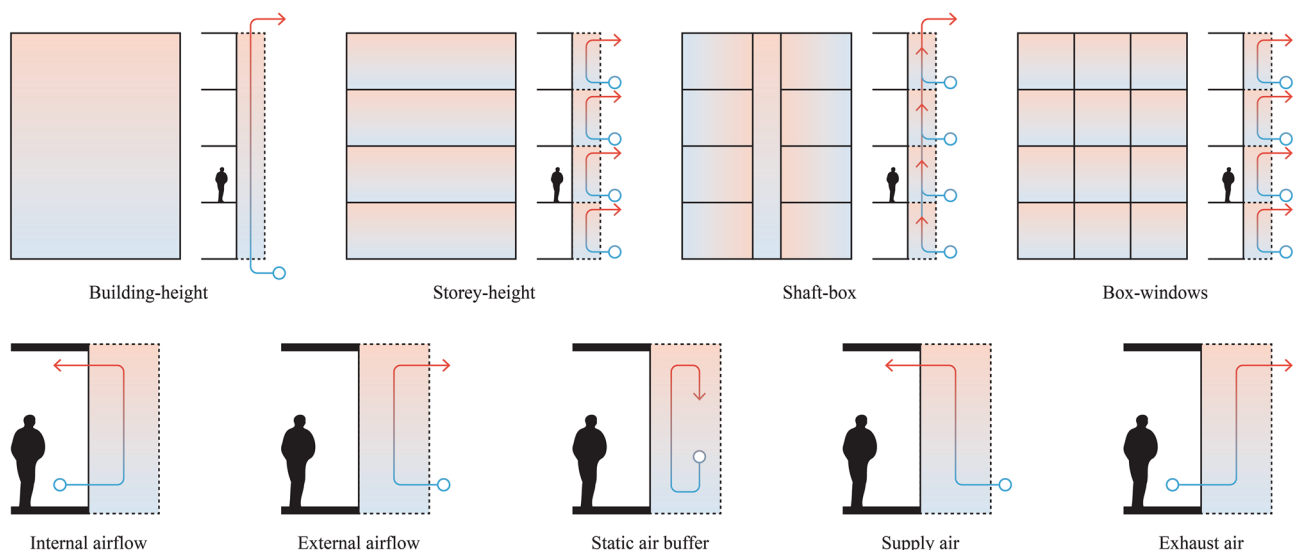 Building-height
Storey-height
Shaft-box
Box-windows
Internal airflow
External airflow
Static air buffer
Supply air
Exhaust air